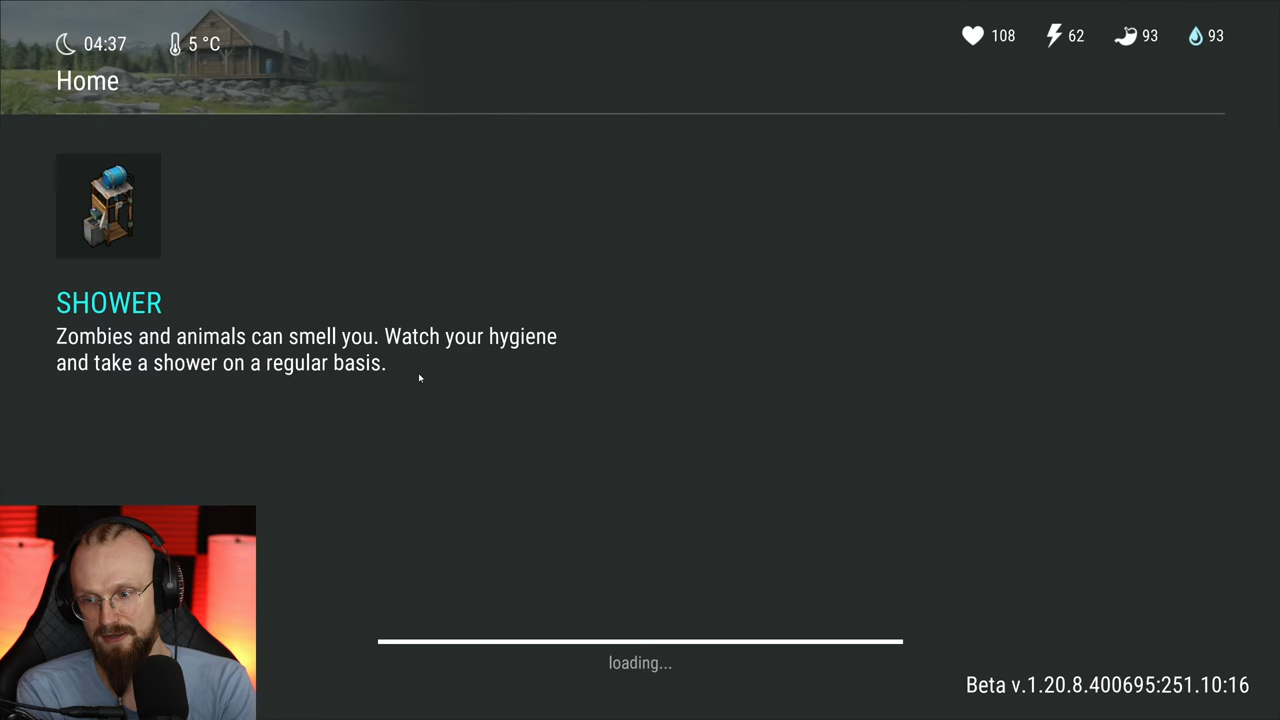 04:37
5 °C
108
62
93
93
Home
SHOWER
Zombies and animals can smell you. Watch your hygiene
and take a shower on a regular basis.
loading...
Beta v.1.20.8.400695:251.10:16